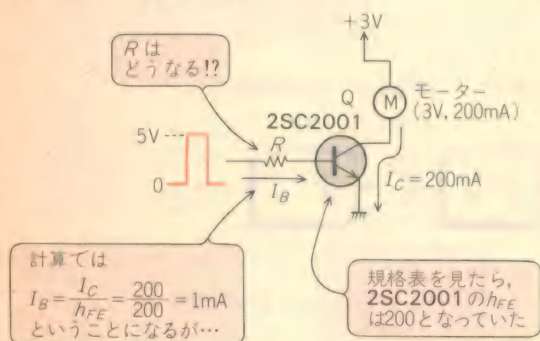 +3V
Rは
どうなる!?
Q
M
モーター
(3V, 200mA)
2SC2001
5V
R
0
I_B
I_C=200mA
計算では
I_B=I_C/h_FE=200/200=1mA
ということになるが…
規格表を見たら,
2SC2001のh_FE
は200となっていた